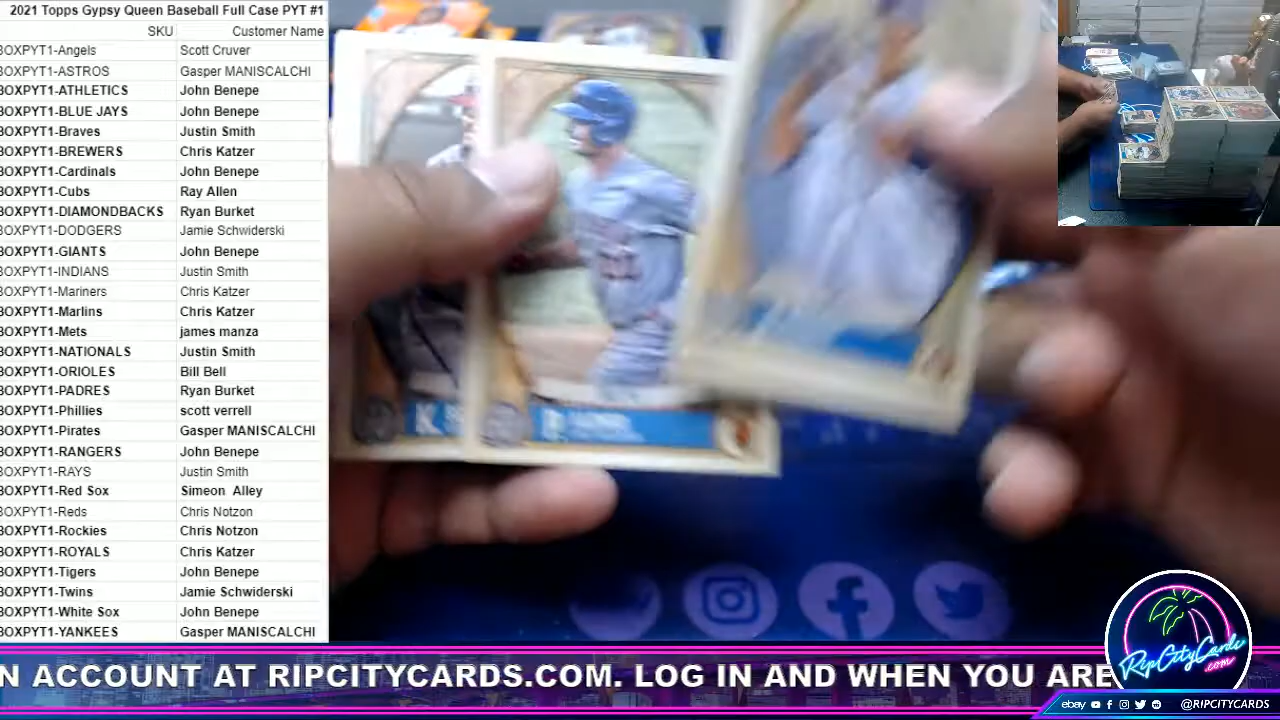 2021 Topps Gypsy Queen Baseball Full Case PYT #1
SKU Customer Name
BOXPYT1-Angels Scott Cruver
BOXPYT1-ASTROS Gasper MANISCALCHI
BOXPYT1-ATHLETICS John Benepe
BOXPYT1-BLUE JAYS John Benepe
BOXPYT1-Braves Justin Smith
BOXPYT1-BREWERS Chris Katzer
BOXPYT1-Cardinals John Benepe
BOXPYT1-Cubs Ray Allen
BOXPYT1-DIAMONDBACKS Ryan Burket
BOXPYT1-DODGERS Jamie Schwiderski
BOXPYT1-GIANTS John Benepe
BOXPYT1-INDIANS Justin Smith
BOXPYT1-Mariners Chris Katzer
BOXPYT1-Marlins Chris Katzer
BOXPYT1-Mets james manza
BOXPYT1-NATIONALS Justin Smith
BOXPYT1-ORIOLES Bill Bell
BOXPYT1-PADRES Ryan Burket
BOXPYT1-Phillies scott verrell
BOXPYT1-Pirates Gasper MANISCALCHI
BOXPYT1-RANGERS John Benepe
BOXPYT1-RAYS Justin Smith
BOXPYT1-Red Sox Simeon Alley
BOXPYT1-Reds Chris Notzon
BOXPYT1-Rockies Chris Notzon
BOXPYT1-ROYALS Chris Katzer
BOXPYT1-Tigers John Benepe
BOXPYT1-Twins Jamie Schwiderski
BOXPYT1-White Sox John Benepe
BOXPYT1-YANKEES Gasper MANISCALCHI
N ACCOUNT AT RIPCITYCARDS.COM. LOG IN AND WHEN YOU ARE
RipCityCards
.com
ebay @RIPCITYCARDS